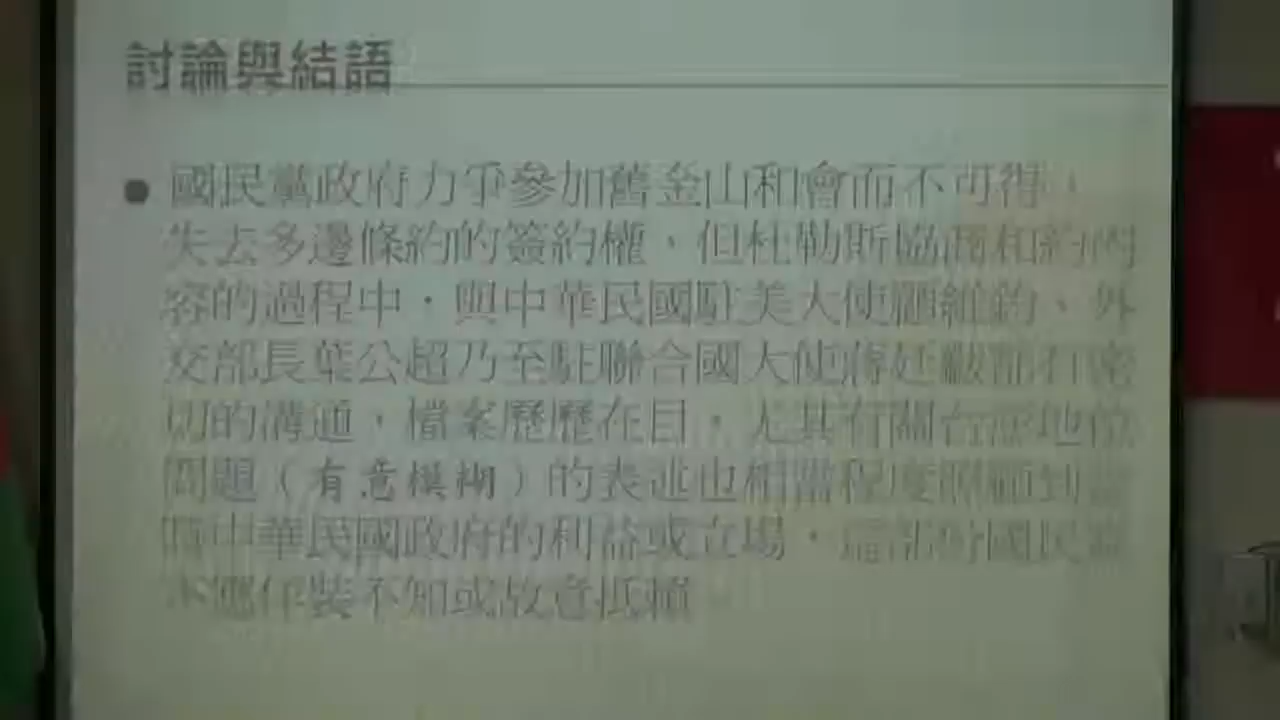 討論與結語
● 國民黨政府力爭參加舊金山和會而不可得，
失去多邊條約的簽約權，但杜勒斯協商和約內
容的過程中，與中華民國駐美大使顧維鈞、外
交部長葉公超乃至駐聯合國大使蔣廷黻都有密
切的溝通，檔案歷歷在目，尤其有關台灣地位
問題（有意模糊）的表述也相當程度照顧到當
時中華民國政府的利益或立場，這部份國民黨
不應佯裝不知或故意抵賴